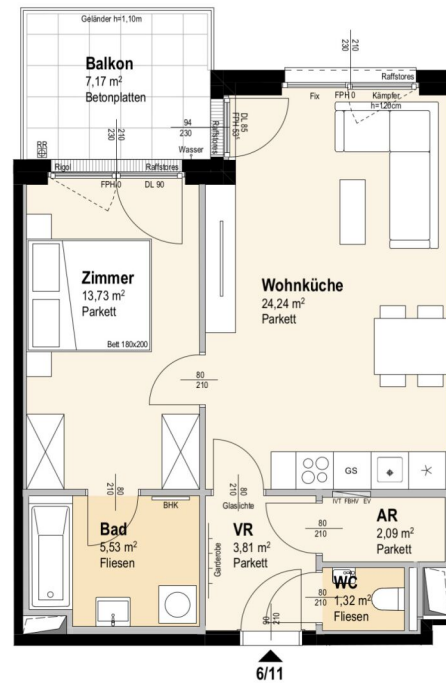 Geländer h=1,10m
Balkon
7,17 m²
Betonplatten
210
230
Raffstores
Fix
FPH 0
Kämpfer
h=120cm
94
230
DL 85
Raffstores
Wasser
RR
210
230
Rigol
Raffstores
FPH 0
DL 90
Zimmer
13,73 m²
Parkett
Bett 180x200
Wohnküche
24,24 m²
Parkett
80
210
GS
80
210
80
210
Glaslichte
IVT FBHV EV
BHK
Bad
5,53 m²
Fliesen
Garderobe
VR
3,81 m²
Parkett
80
210
AR
2,09 m²
Parkett
WC
1,32 m²
Fliesen
80
210
90
210
6/11